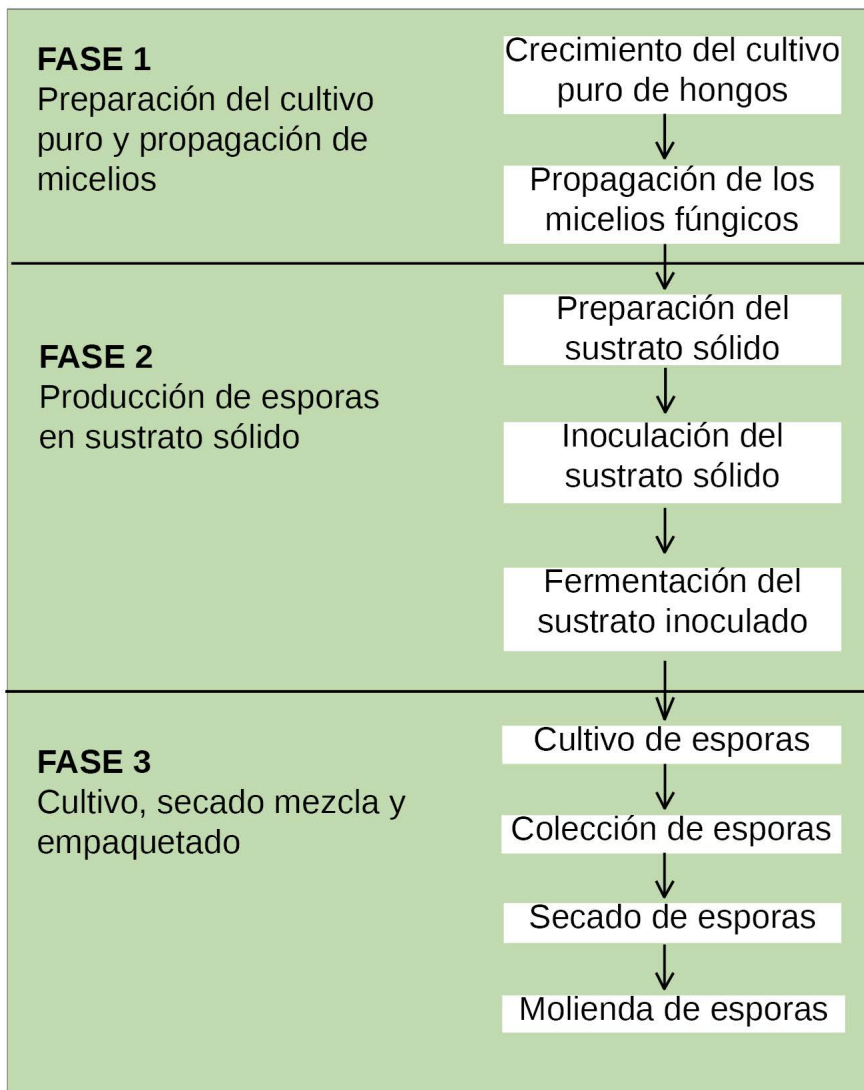 FASE 1
Preparación del cultivo
puro y propagación de
micelios
Crecimiento del cultivo
puro de hongos
Propagación de los
micelios fúngicos
FASE 2
Producción de esporas
en sustrato sólido
Preparación del
sustrato sólido
Inoculación del
sustrato sólido
Fermentación del
sustrato inoculado
FASE 3
Cultivo, secado mezcla y
empaquetado
Cultivo de esporas
Colección de esporas
Secado de esporas
Molienda de esporas